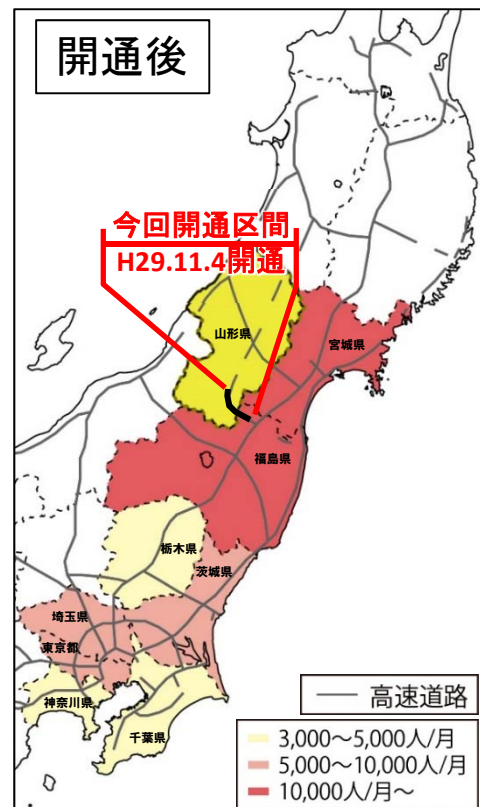 開通後
今回開通区間
H29.11.4開通
山形県
宮城県
福島県
栃木県
茨城県
埼玉県
東京都
神奈川県
千葉県
高速道路
3,000～5,000人/月
5,000～10,000人/月
10,000人/月～